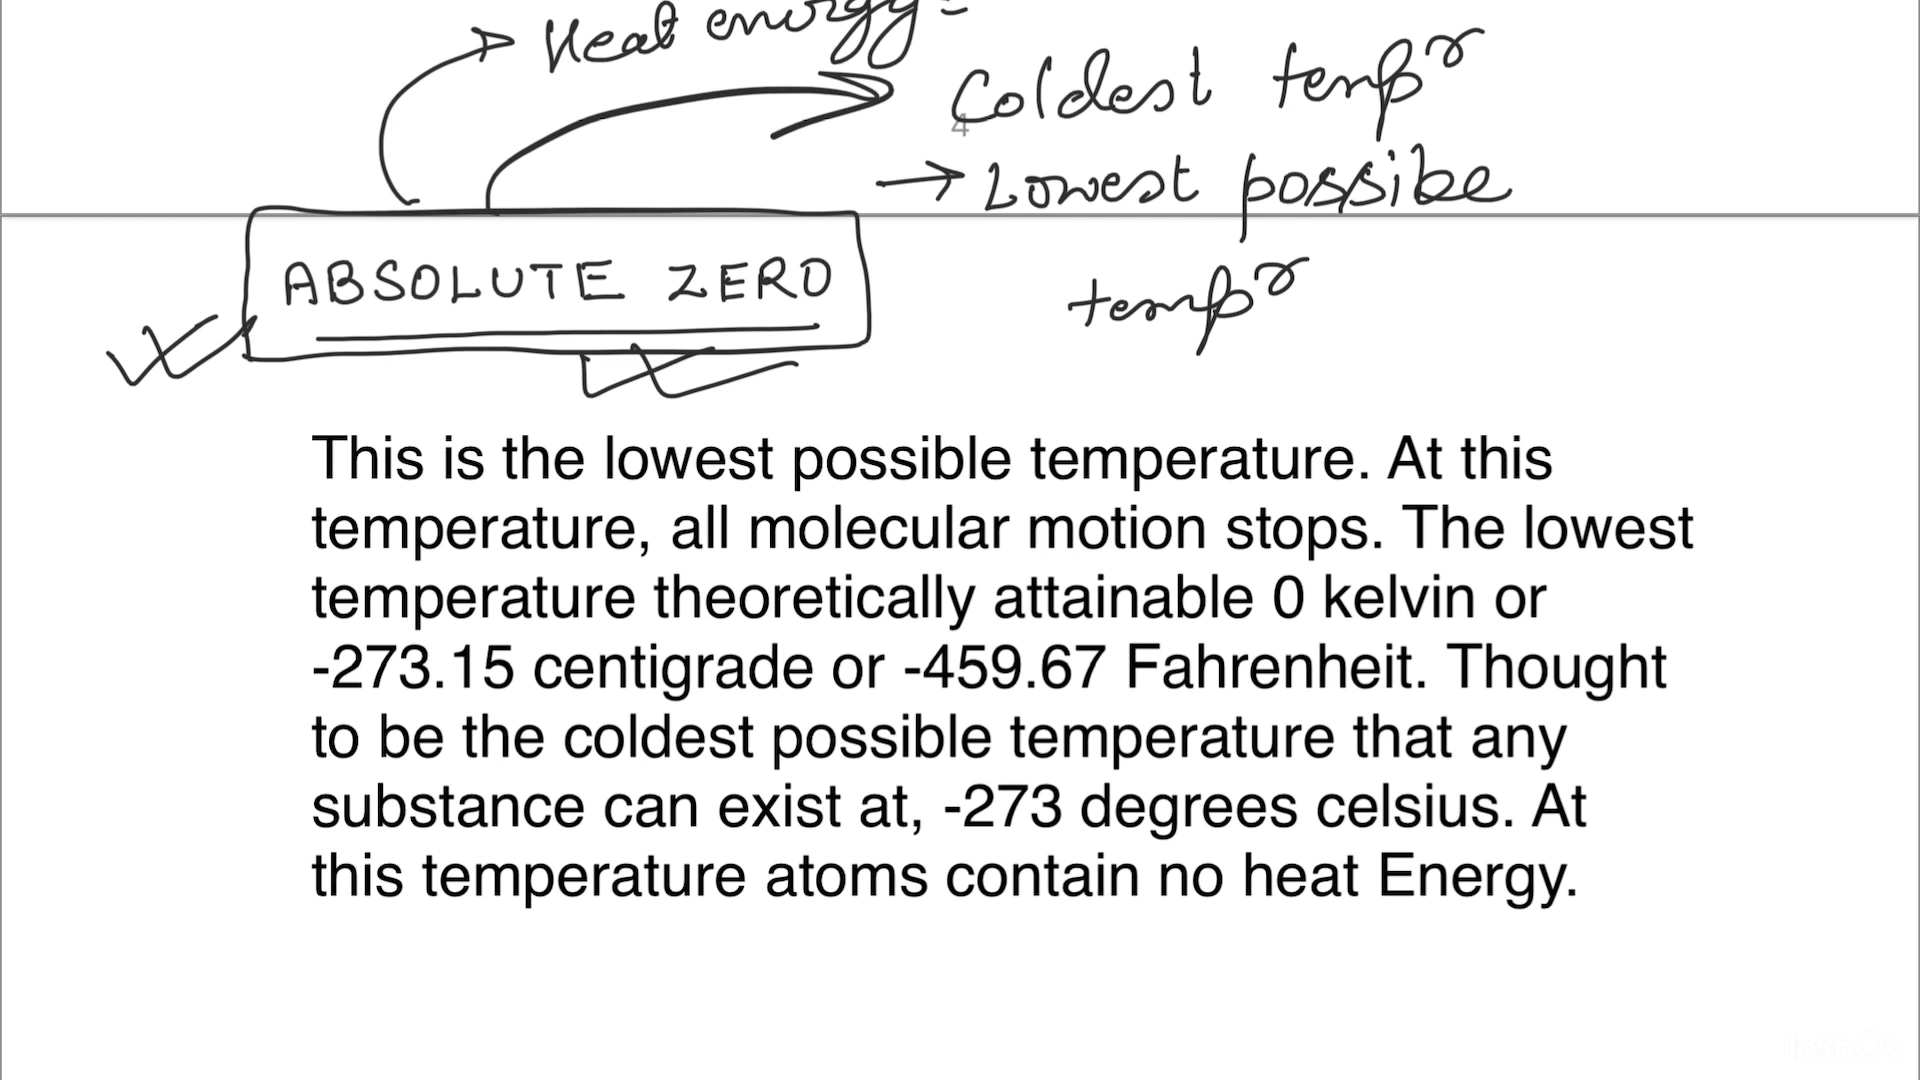 Heat energy =
Coldest tempr
4
→ Lowest possibe
ABSOLUTE ZERO
tempr
This is the lowest possible temperature. At this
temperature, all molecular motion stops. The lowest
temperature theoretically attainable 0 kelvin or
-273.15 centigrade or -459.67 Fahrenheit. Thought
to be the coldest possible temperature that any
substance can exist at, -273 degrees celsius. At
this temperature atoms contain no heat Energy.